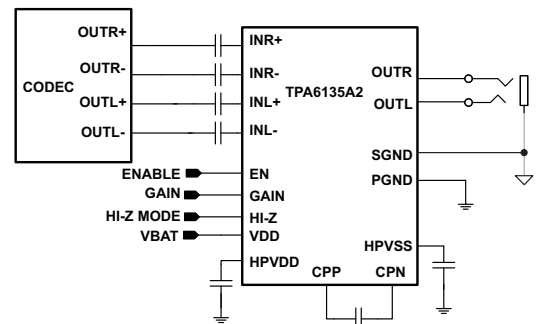 OUTR+
OUTR-
CODEC
OUTL+
OUTL-
INR+
INR-
INL+
INL-
TPA6135A2
OUTR
OUTL
SGND
PGND
ENABLE
EN
GAIN
GAIN
HI-Z MODE
HI-Z
VBAT
VDD
HPVDD
HPVSS
CPP
CPN